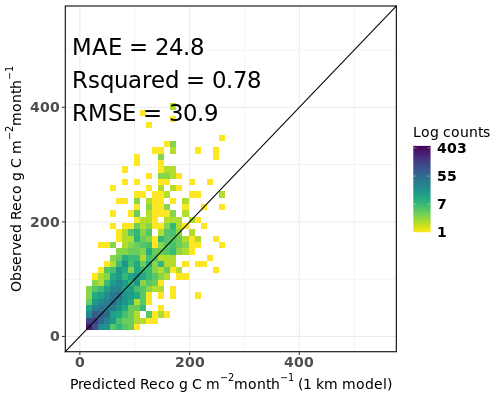 MAE = 24.8
Rsquared = 0.78
RMSE = 30.9
Observed Reco g C m⁻²month⁻¹
400
200
0
0 200 400
Predicted Reco g C m⁻²month⁻¹ (1 km model)
Log counts
403
55
7
1